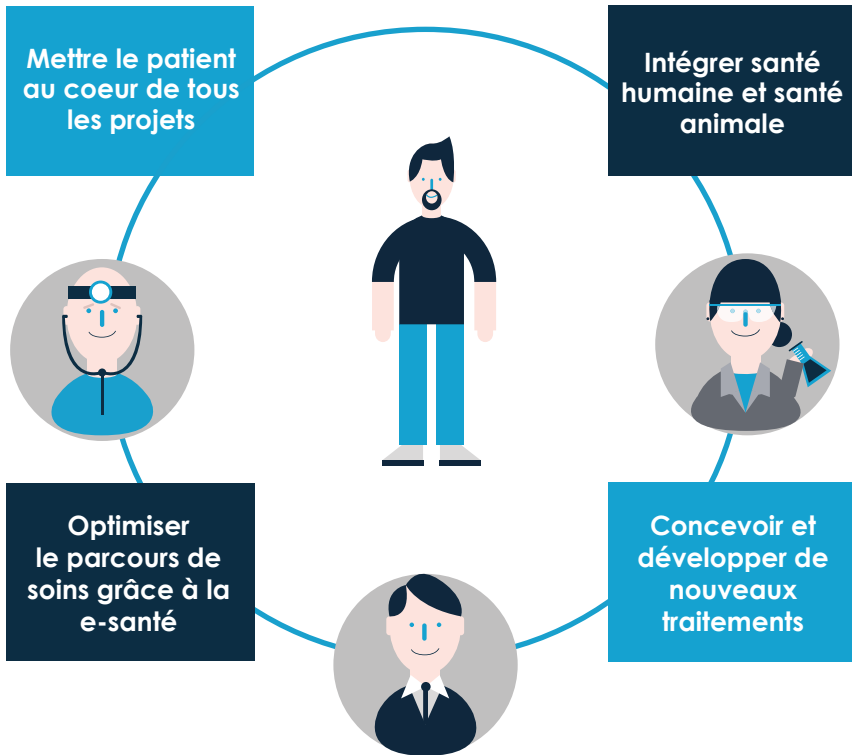 Mettre le patient
au coeur de tous
les projets
Intégrer santé
humaine et santé
animale
Optimiser
le parcours de
soins grâce à la
e-santé
Concevoir et
développer de
nouveaux
traitements